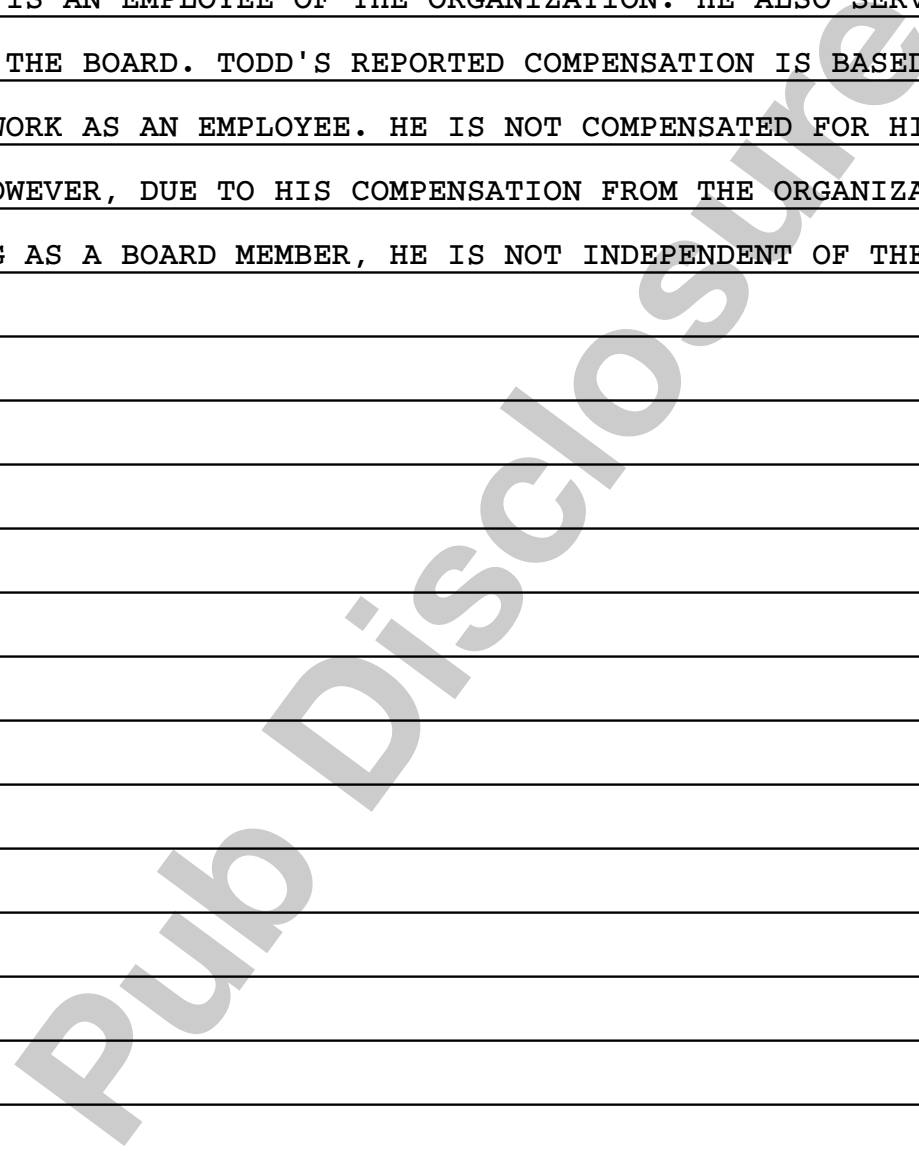 IS AN EMPLOYEE OF THE ORGANIZATION. HE ALSO SERV
THE BOARD. TODD'S REPORTED COMPENSATION IS BASED
WORK AS AN EMPLOYEE. HE IS NOT COMPENSATED FOR HI
OWEVER, DUE TO HIS COMPENSATION FROM THE ORGANIZA
G AS A BOARD MEMBER, HE IS NOT INDEPENDENT OF THE
Pub Disclosure